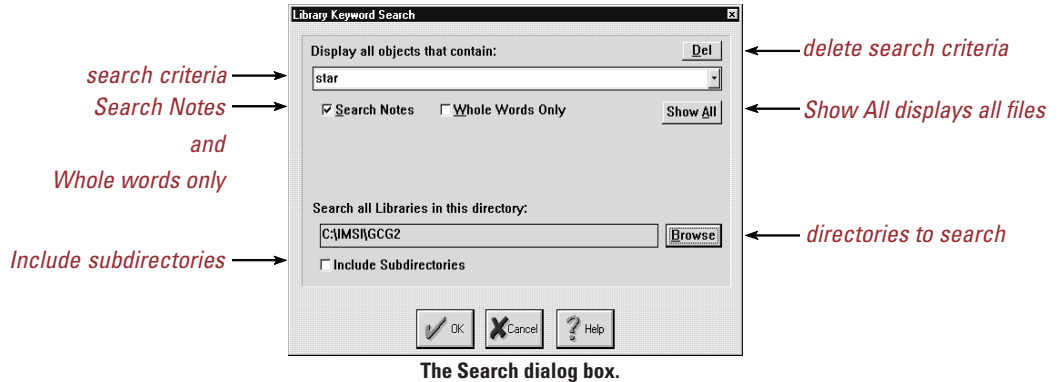 Library Keyword Search
Display all objects that contain:
Del
delete search criteria
search criteria
star
Search Notes
Search Notes
Whole Words Only
Show All
Show All displays all files
and
Whole words only
Search all Libraries in this directory:
C:\IMSI\GCG2
Browse
directories to search
Include subdirectories
Include Subdirectories
OK
Cancel
Help
The Search dialog box.